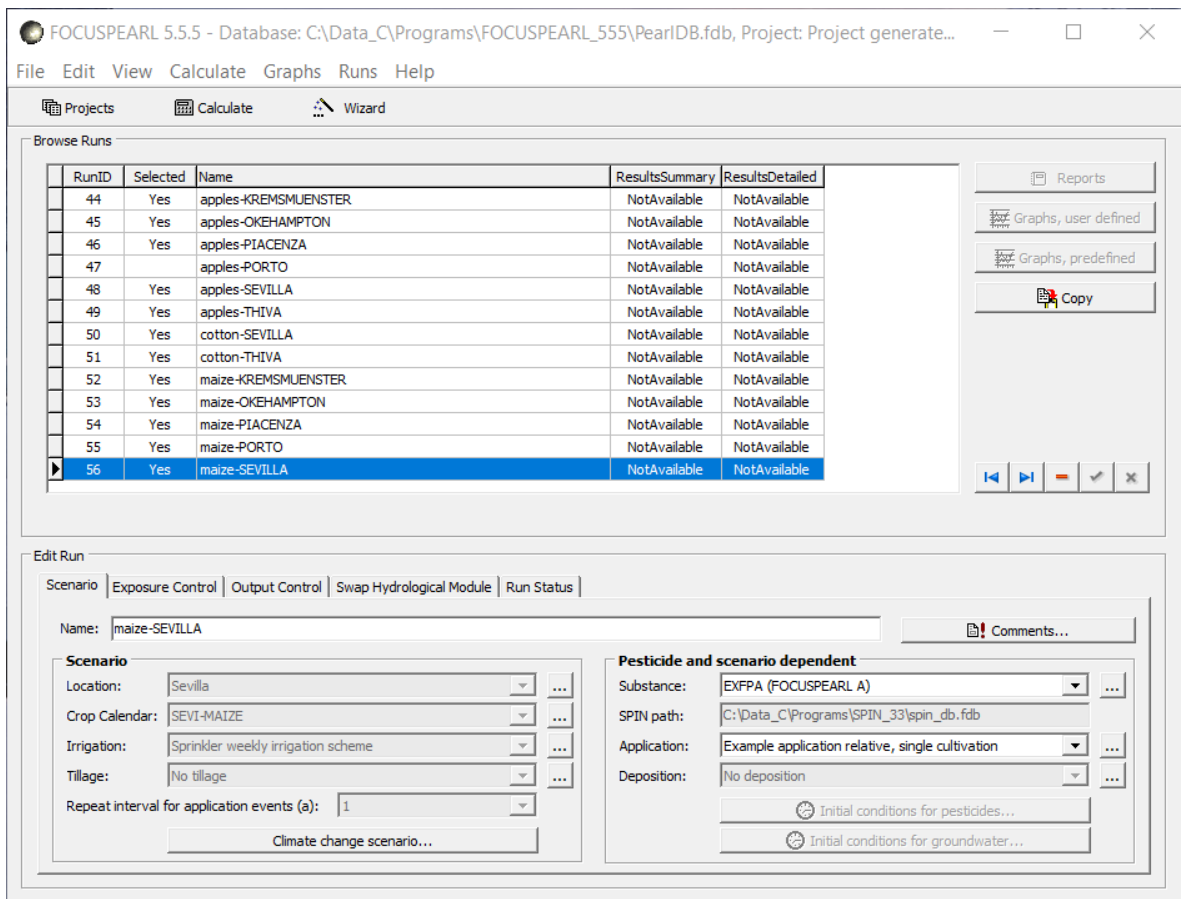 FOCUSPEARL 5.5.5 - Database: C:\Data_C\Programs\FOCUSPEARL_555\PearlDB.fdb, Project: Project generate...
File Edit View Calculate Graphs Runs Help
Projects Calculate Wizard
Browse Runs
RunID Selected Name ResultsSummary ResultsDetailed
44 Yes apples-KREMSMUENSTER NotAvailable NotAvailable
45 Yes apples-OKEHAMPTON NotAvailable NotAvailable
46 Yes apples-PIACENZA NotAvailable NotAvailable
47 apples-PORTO NotAvailable NotAvailable
48 Yes apples-SEVILLA NotAvailable NotAvailable
49 Yes apples-THIVA NotAvailable NotAvailable
50 Yes cotton-SEVILLA NotAvailable NotAvailable
51 Yes cotton-THIVA NotAvailable NotAvailable
52 Yes maize-KREMSMUENSTER NotAvailable NotAvailable
53 Yes maize-OKEHAMPTON NotAvailable NotAvailable
54 Yes maize-PIACENZA NotAvailable NotAvailable
55 Yes maize-PORTO NotAvailable NotAvailable
56 Yes maize-SEVILLA NotAvailable NotAvailable
Reports
Graphs, user defined
Graphs, predefined
Copy
Edit Run
Scenario Exposure Control Output Control Swap Hydrological Module Run Status
Name: maize-SEVILLA Comments...
Scenario
Location: Sevilla ...
Crop Calendar: SEVI-MAIZE ...
Irrigation: Sprinkler weekly irrigation scheme ...
Tillage: No tillage ...
Repeat interval for application events (a): 1
Climate change scenario...
Pesticide and scenario dependent
Substance: EXFPA (FOCUSPEARL A) ...
SPIN path: C:\Data_C\Programs\SPIN_33\spin_db.fdb
Application: Example application relative, single cultivation ...
Deposition: No deposition ...
Initial conditions for pesticides...
Initial conditions for groundwater...